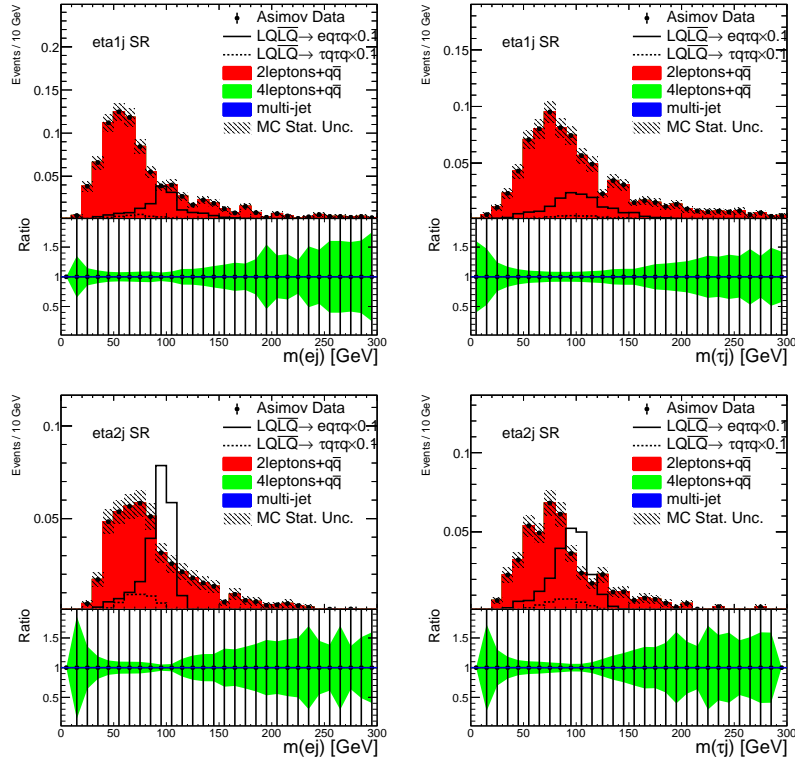 Events / 10 GeV
0.2
0.15
0.1
0.05
eta1j SR
Asimov Data
LQL̅Q̅→ eqτq×0.1
LQL̅Q̅→ τqτq×0.1
2leptons+qq̅
4leptons+qq̅
multi-jet
MC Stat. Unc.
Ratio
1.5
1
0.5
0 50 100 150 200 250 300
m(ej) [GeV]
Events / 10 GeV
0.15
0.1
0.05
eta1j SR
Asimov Data
LQL̅Q̅→ eqτq×0.1
LQL̅Q̅→ τqτq×0.1
2leptons+qq̅
4leptons+qq̅
multi-jet
MC Stat. Unc.
Ratio
1.5
1
0.5
0 50 100 150 200 250 300
m(τj) [GeV]
Events / 10 GeV
0.1
0.05
eta2j SR
Asimov Data
LQL̅Q̅→ eqτq×0.1
LQL̅Q̅→ τqτq×0.1
2leptons+qq̅
4leptons+qq̅
multi-jet
MC Stat. Unc.
Ratio
1.5
1
0.5
0 50 100 150 200 250 300
m(ej) [GeV]
Events / 10 GeV
0.1
0.05
eta2j SR
Asimov Data
LQL̅Q̅→ eqτq×0.1
LQL̅Q̅→ τqτq×0.1
2leptons+qq̅
4leptons+qq̅
multi-jet
MC Stat. Unc.
Ratio
1.5
1
0.5
0 50 100 150 200 250 300
m(τj) [GeV]